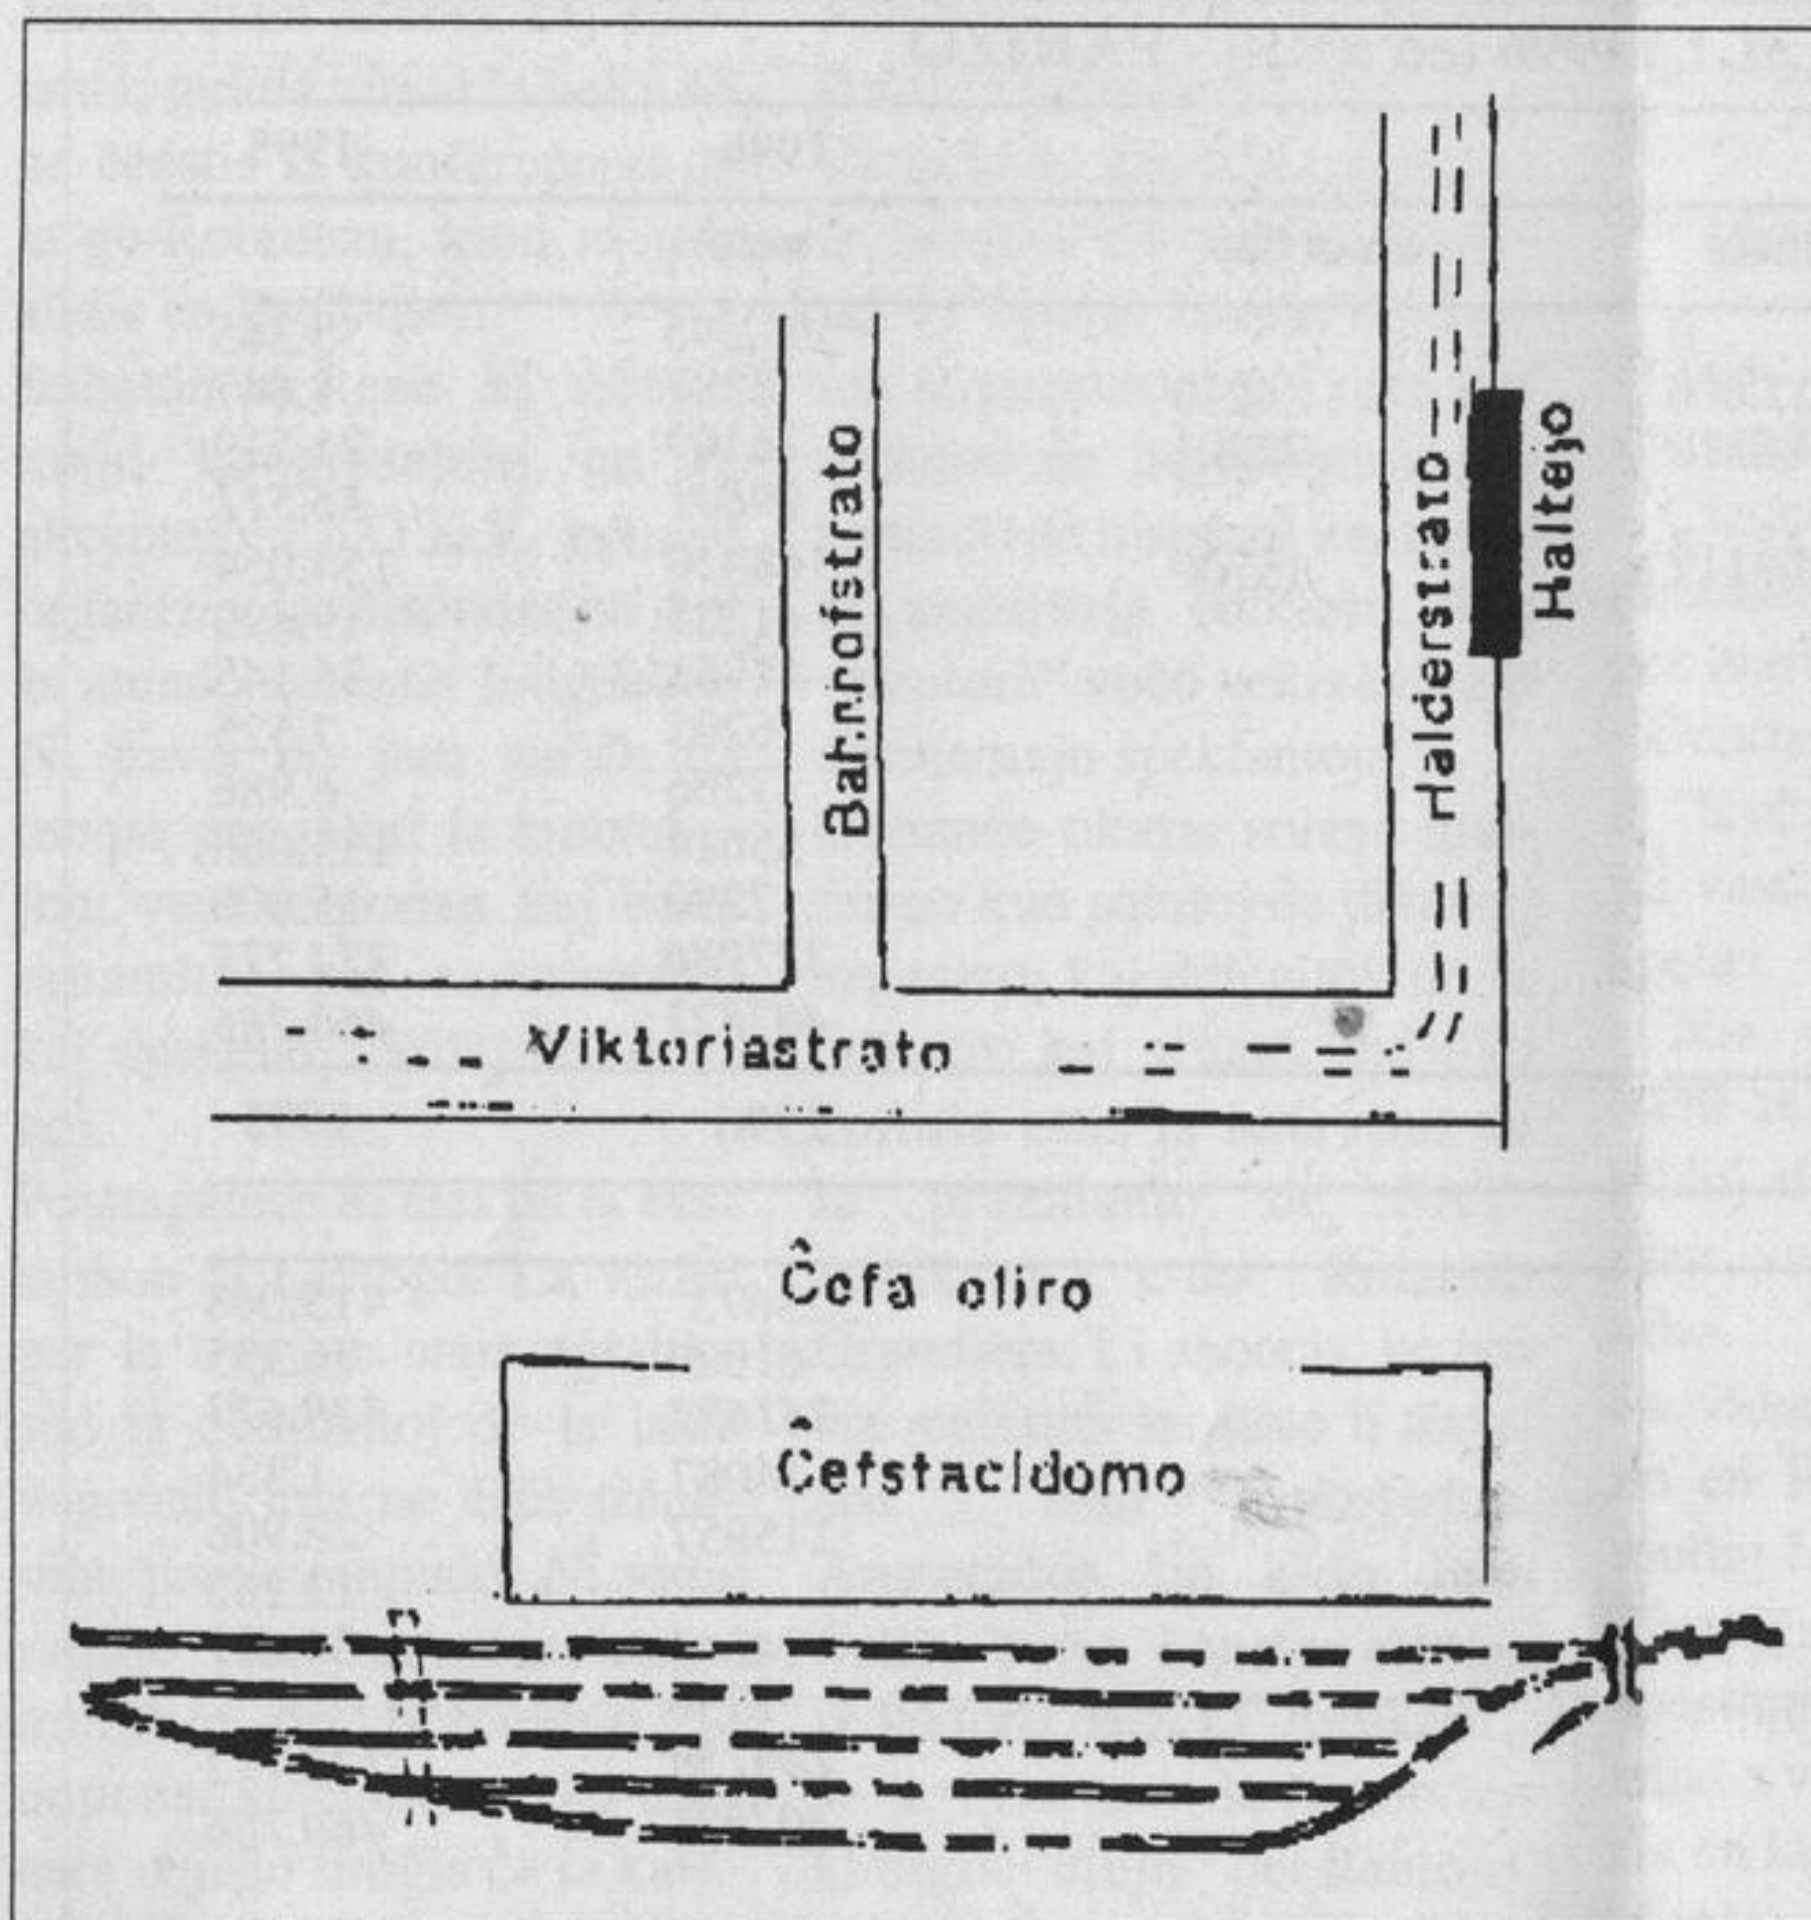 Bahnhofstrato
Halderstrato
Haltejo
Viktoriastrato
Ĉefa eliro
Ĉefstacidomo